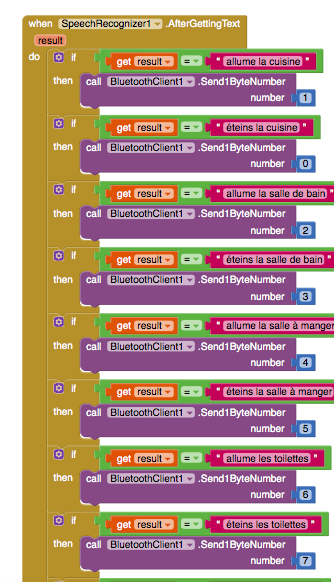 when SpeechRecognizer1 .AfterGettingText
result
do if get result = " allume la cuisine "
then call BluetoothClient1 .Send1ByteNumber
number 1
if get result = " éteins la cuisine "
then call BluetoothClient1 .Send1ByteNumber
number 0
if get result = " allume la salle de bain "
then call BluetoothClient1 .Send1ByteNumber
number 2
if get result = " éteins la salle de bain "
then call BluetoothClient1 .Send1ByteNumber
number 3
if get result = " allume la salle à manger
then call BluetoothClient1 .Send1ByteNumber
number 4
if get result = " éteins la salle à manger
then call BluetoothClient1 .Send1ByteNumber
number 5
if get result = " allume les toilettes "
then call BluetoothClient1 .Send1ByteNumber
number 6
if get result = " éteins les toilettes "
then call BluetoothClient1 .Send1ByteNumber
number 7